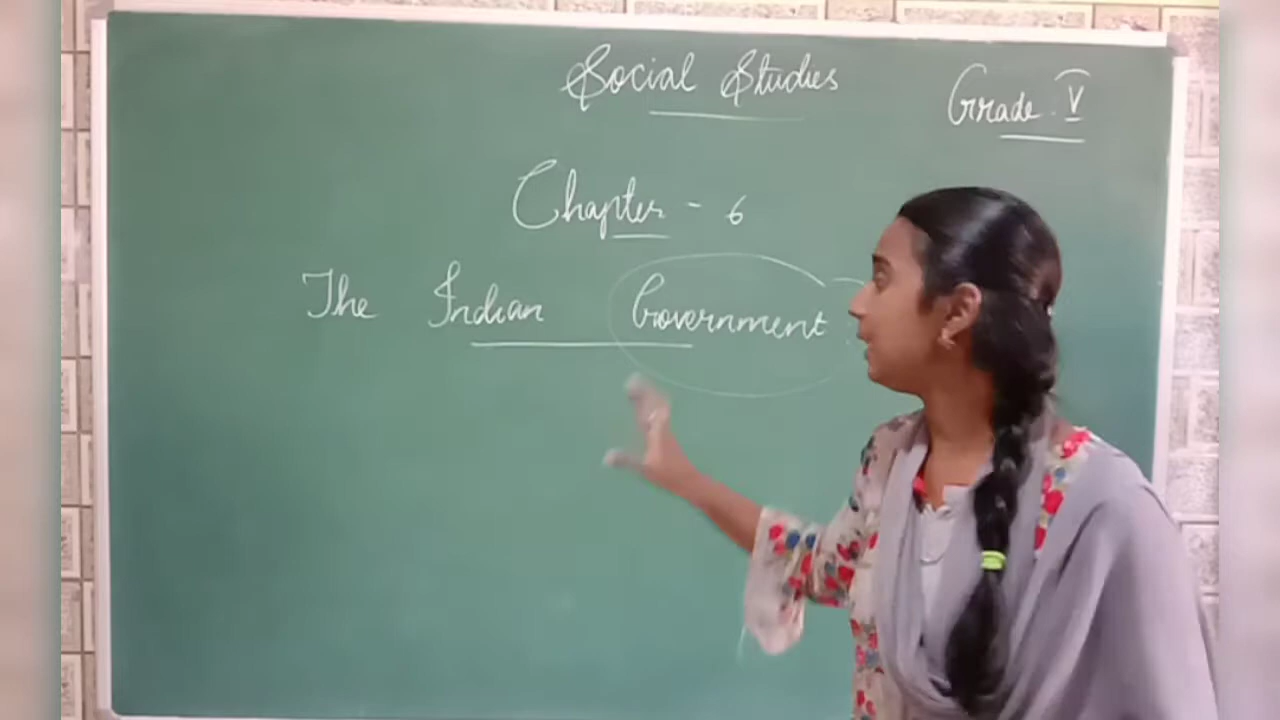 Social Studies
Grade. V
Chapter - 6
The Indian Government